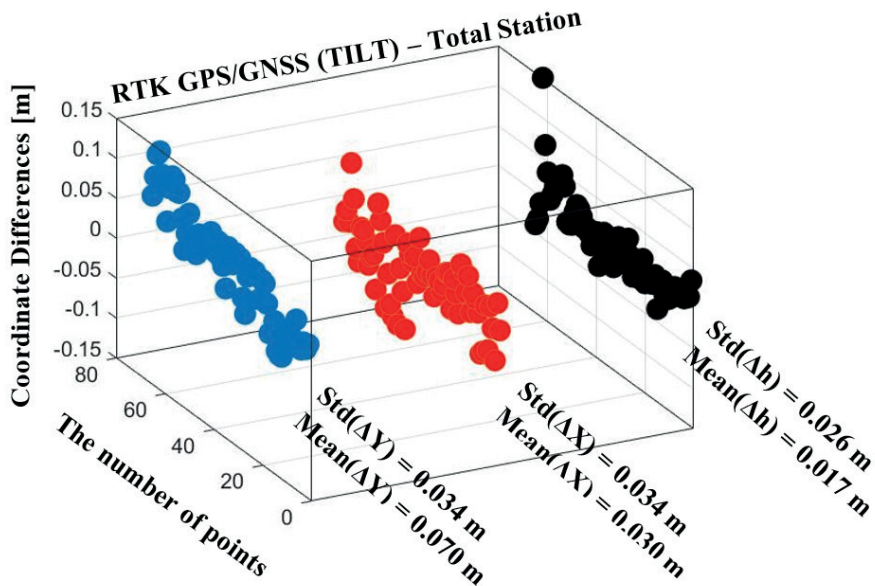 RTK GPS/GNSS (TILT) – Total Station
Coordinate Differences [m]
0.15
0.1
0.05
0
-0.05
-0.1
-0.15
80
60
40
20
0
The number of points
Std(ΔY) = 0.034 m
Mean(ΔY) = 0.070 m
Std(ΔX) = 0.034 m
Mean(ΔX) = 0.030 m
Std(Δh) = 0.026 m
Mean(Δh) = 0.017 m